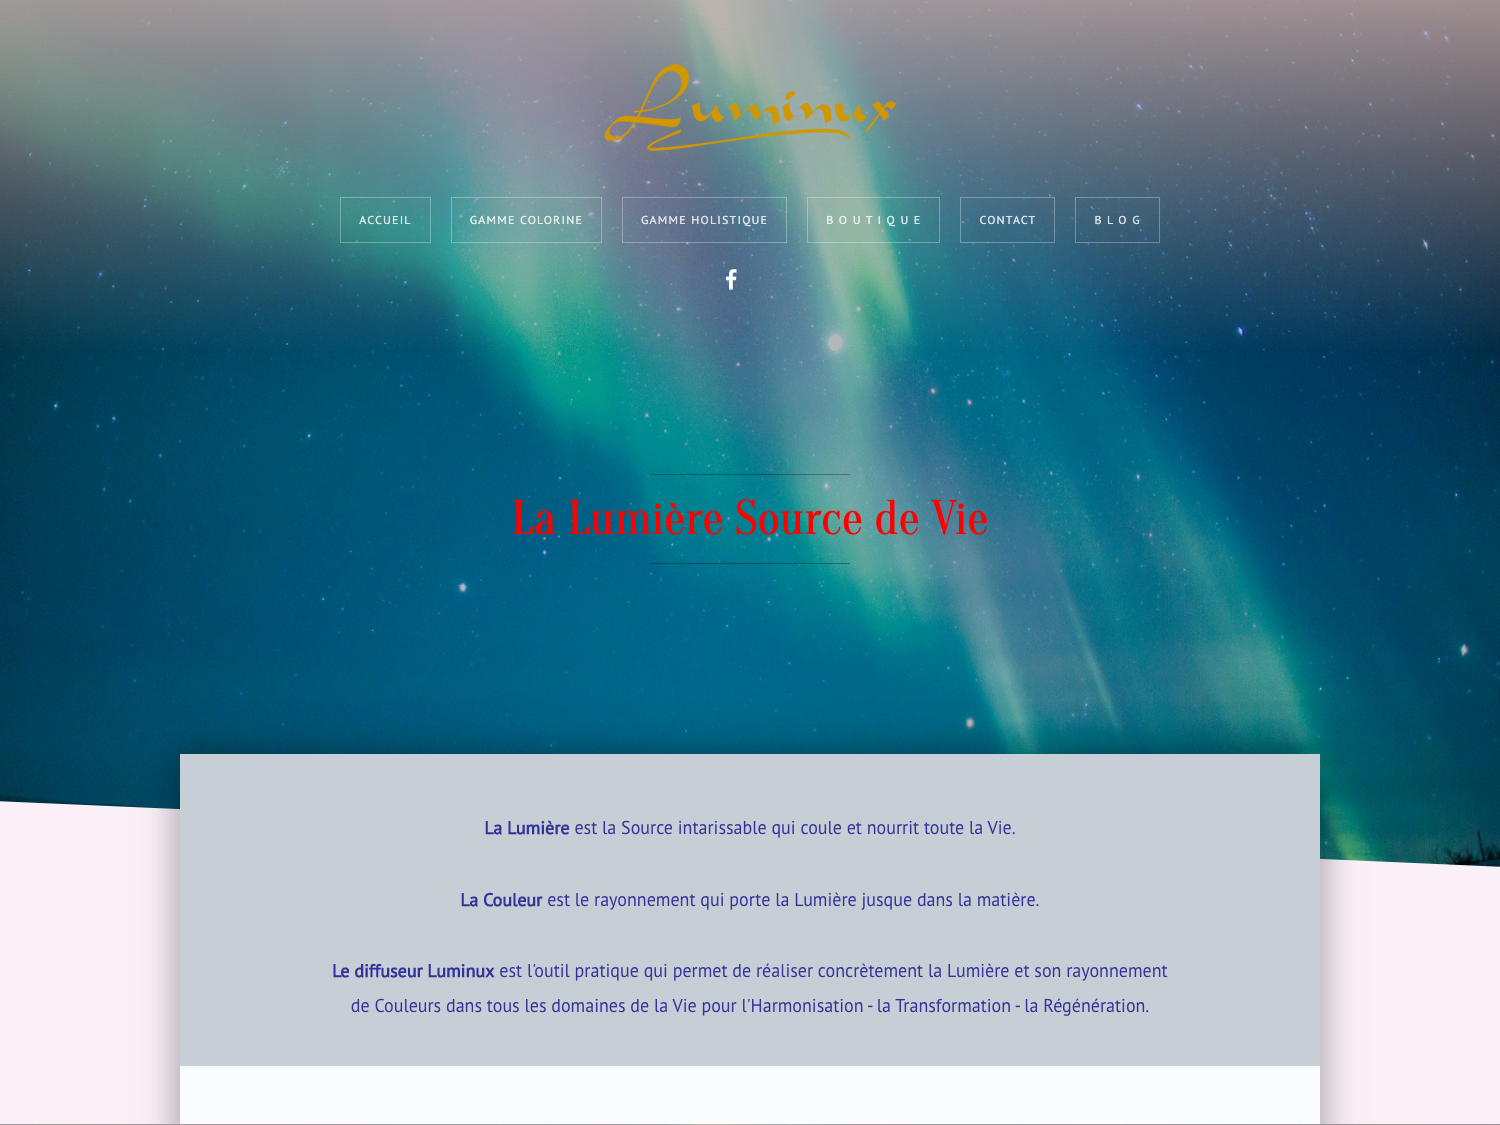 Luminux
ACCUEIL
GAMME COLORINE
GAMME HOLISTIQUE
B O U T I Q U E
CONTACT
B L O G
La Lumière Source de Vie
La Lumière est la Source intarissable qui coule et nourrit toute la Vie.
La Couleur est le rayonnement qui porte la Lumière jusque dans la matière.
Le diffuseur Luminux est l'outil pratique qui permet de réaliser concrètement la Lumière et son rayonnement
de Couleurs dans tous les domaines de la Vie pour l'Harmonisation - la Transformation - la Régénération.